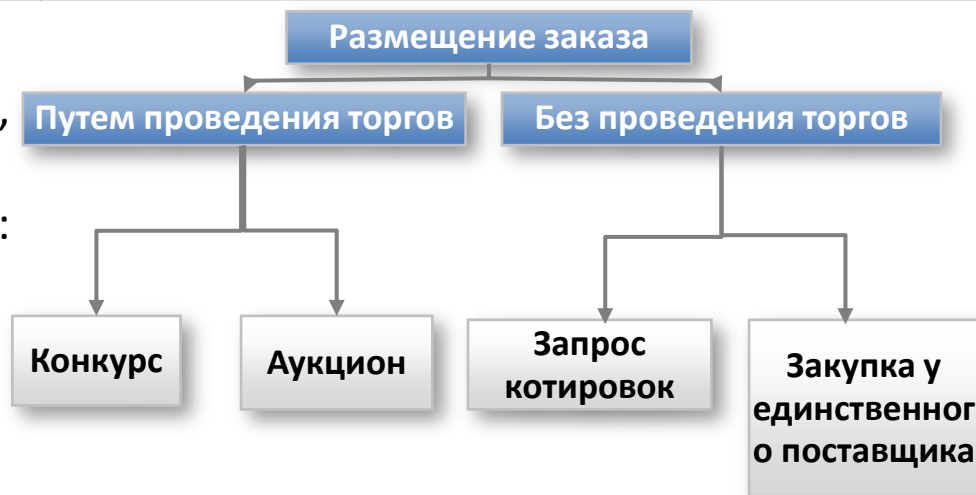 Размещение заказа
,
Путем проведения торгов
Без проведения торгов
:
Конкурс
Аукцион
Запрос
котировок
Закупка у
единственног
о поставщика